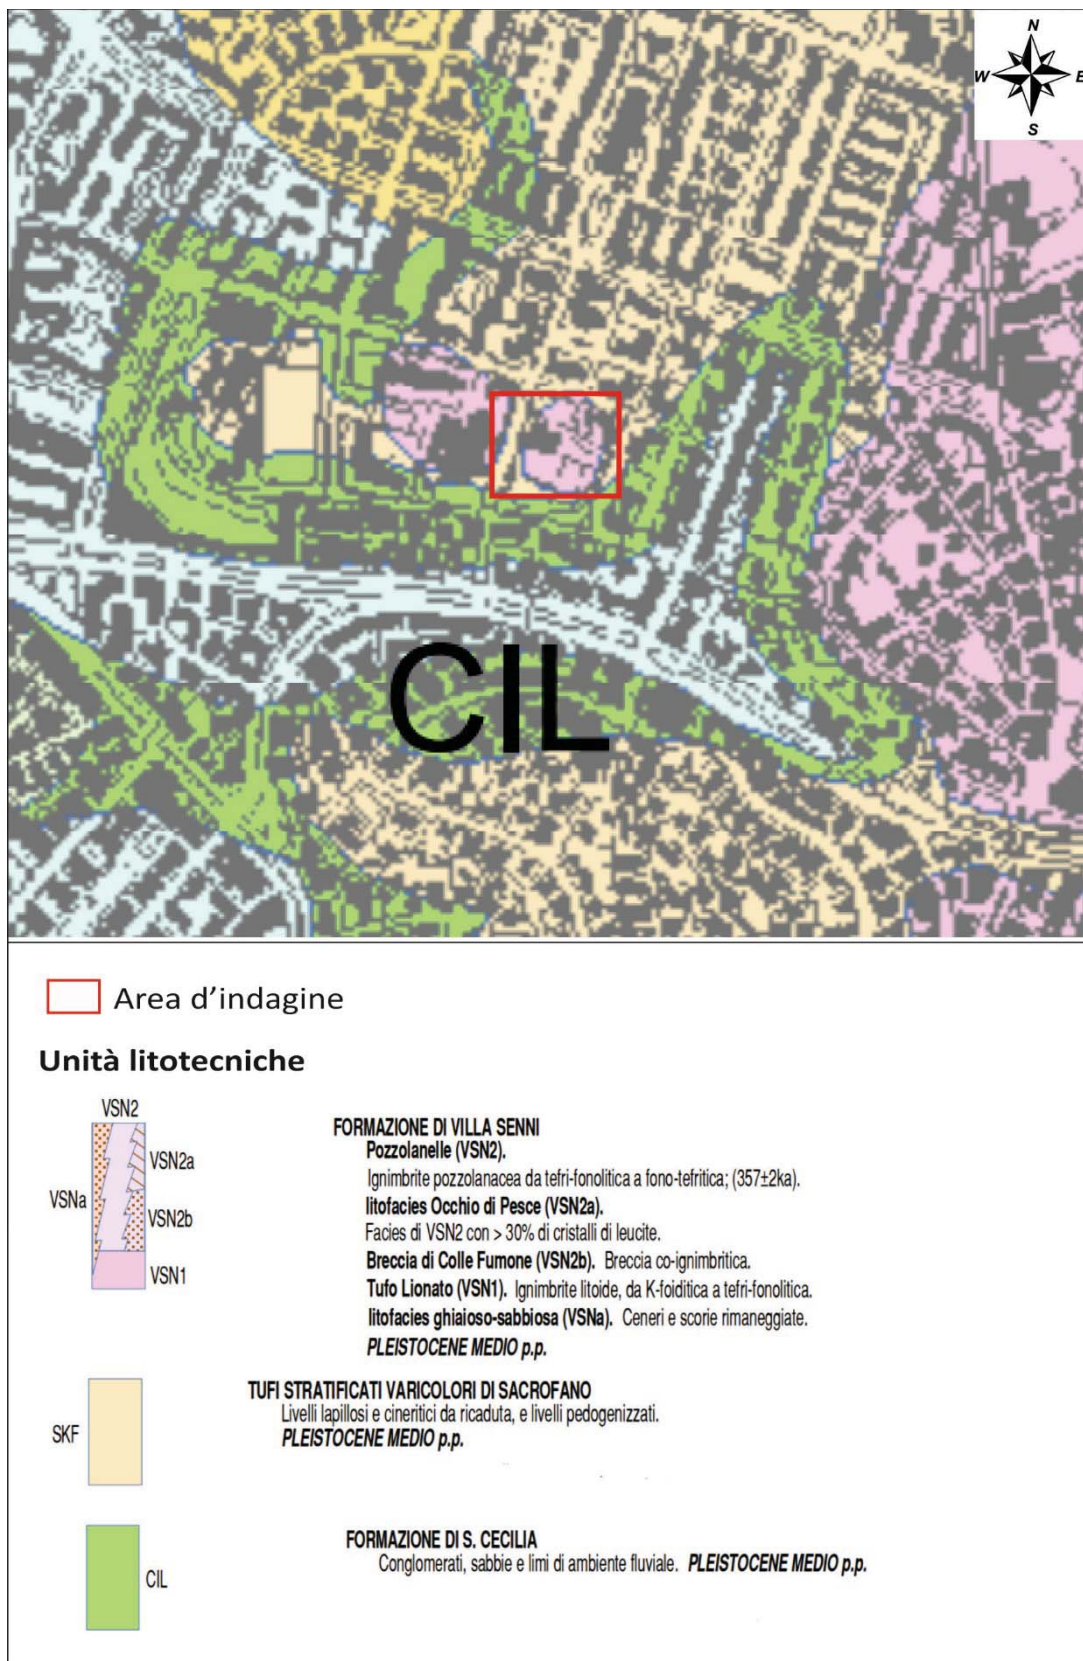 N
W
E
S
CIL
Area d'indagine
Unità litotecniche
VSN2
VSN2a
VSNa
VSN2b
VSN1
FORMAZIONE DI VILLA SENNI
Pozzolanelle (VSN2).
Ignimbrite pozzolanacea da tefri-fonolitica a fono-tefritica; (357±2ka).
litofacies Occhio di Pesce (VSN2a).
Facies di VSN2 con > 30% di cristalli di leucite.
Breccia di Colle Fumone (VSN2b). Breccia co-ignimbritica.
Tufo Lionato (VSN1). Ignimbrite litoide, da K-foiditica a tefri-fonolitica.
litofacies ghiaioso-sabbiosa (VSNa). Ceneri e scorie rimaneggiate.
PLEISTOCENE MEDIO p.p.
SKF
TUFI STRATIFICATI VARICOLORI DI SACROFANO
Livelli lapillosi e cineritici da ricaduta, e livelli pedogenizzati.
PLEISTOCENE MEDIO p.p.
CIL
FORMAZIONE DI S. CECILIA
Conglomerati, sabbie e limi di ambiente fluviale. PLEISTOCENE MEDIO p.p.